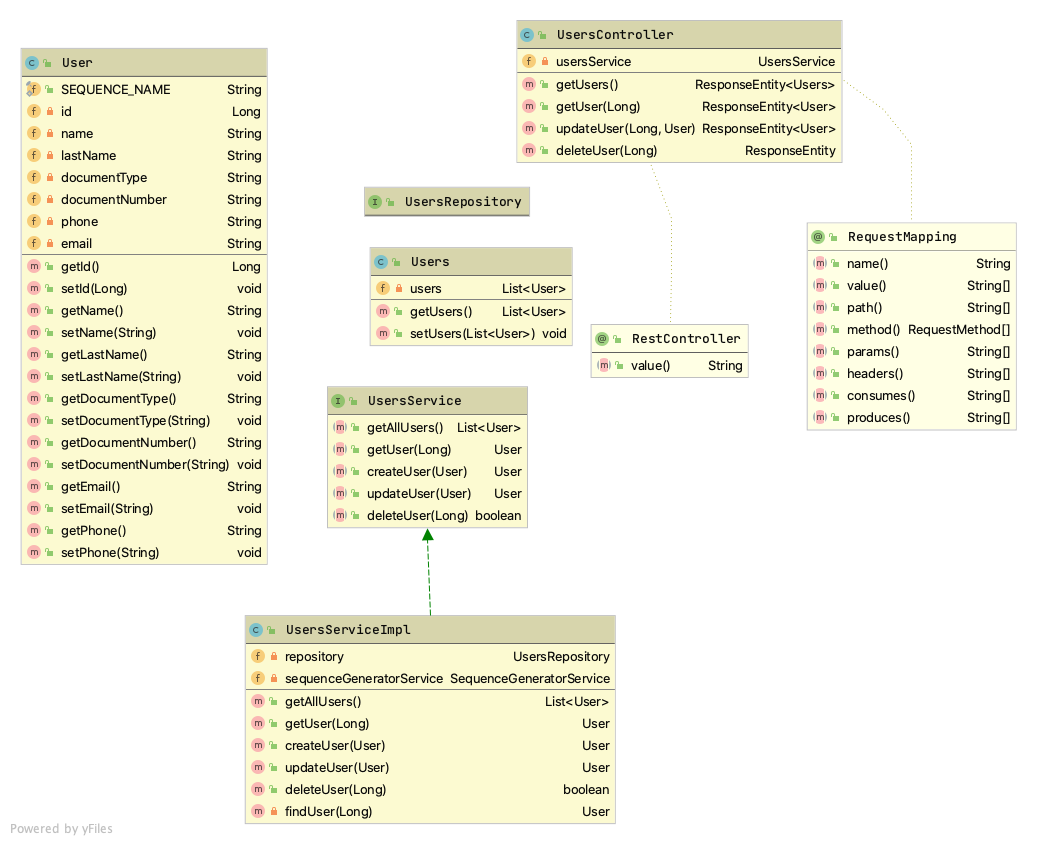 User
SEQUENCE_NAME String
id Long
name String
lastName String
documentType String
documentNumber String
phone String
email String
getId() Long
setId(Long) void
getName() String
setName(String) void
getLastName() String
setLastName(String) void
getDocumentType() String
setDocumentType(String) void
getDocumentNumber() String
setDocumentNumber(String) void
getEmail() String
setEmail(String) void
getPhone() String
setPhone(String) void
UsersController
usersService UsersService
getUsers() ResponseEntity<Users>
getUser(Long) ResponseEntity<User>
updateUser(Long, User) ResponseEntity<User>
deleteUser(Long) ResponseEntity
UsersRepository
Users
users List<User>
getUsers() List<User>
setUsers(List<User>) void
RestController
value() String
RequestMapping
name() String
value() String[]
path() String[]
method() RequestMethod[]
params() String[]
headers() String[]
consumes() String[]
produces() String[]
UsersService
getAllUsers() List<User>
getUser(Long) User
createUser(User) User
updateUser(User) User
deleteUser(Long) boolean
UsersServiceImpl
repository UsersRepository
sequenceGeneratorService SequenceGeneratorService
getAllUsers() List<User>
getUser(Long) User
createUser(User) User
updateUser(User) User
deleteUser(Long) boolean
findUser(Long) User
Powered by yFiles